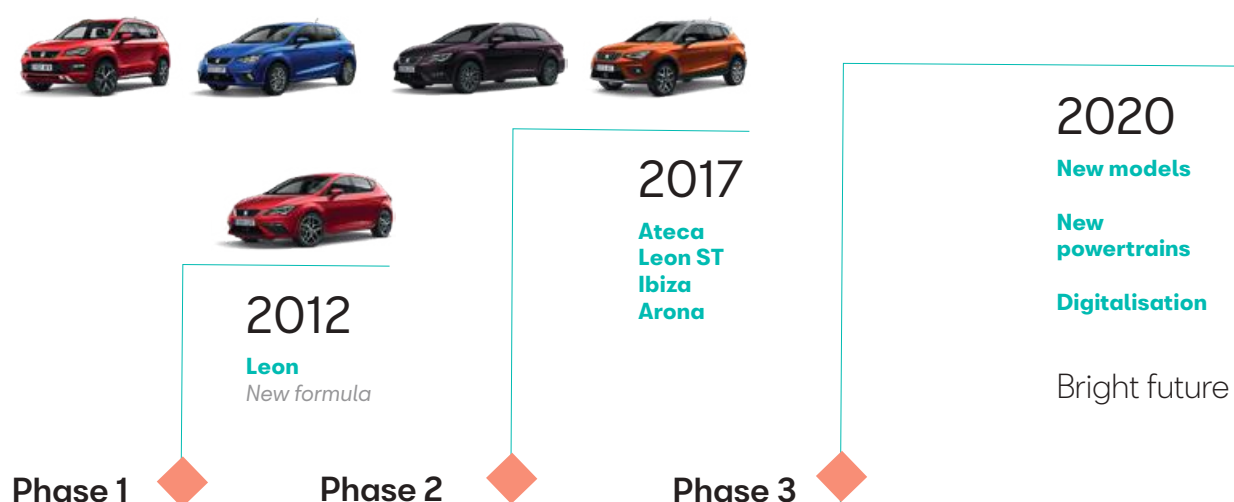 2012
Leon
New formula
2017
Ateca
Leon ST
Ibiza
Arona
2020
New models
New
powertrains
Digitalisation
Bright future
Phase 1
Phase 2
Phase 3